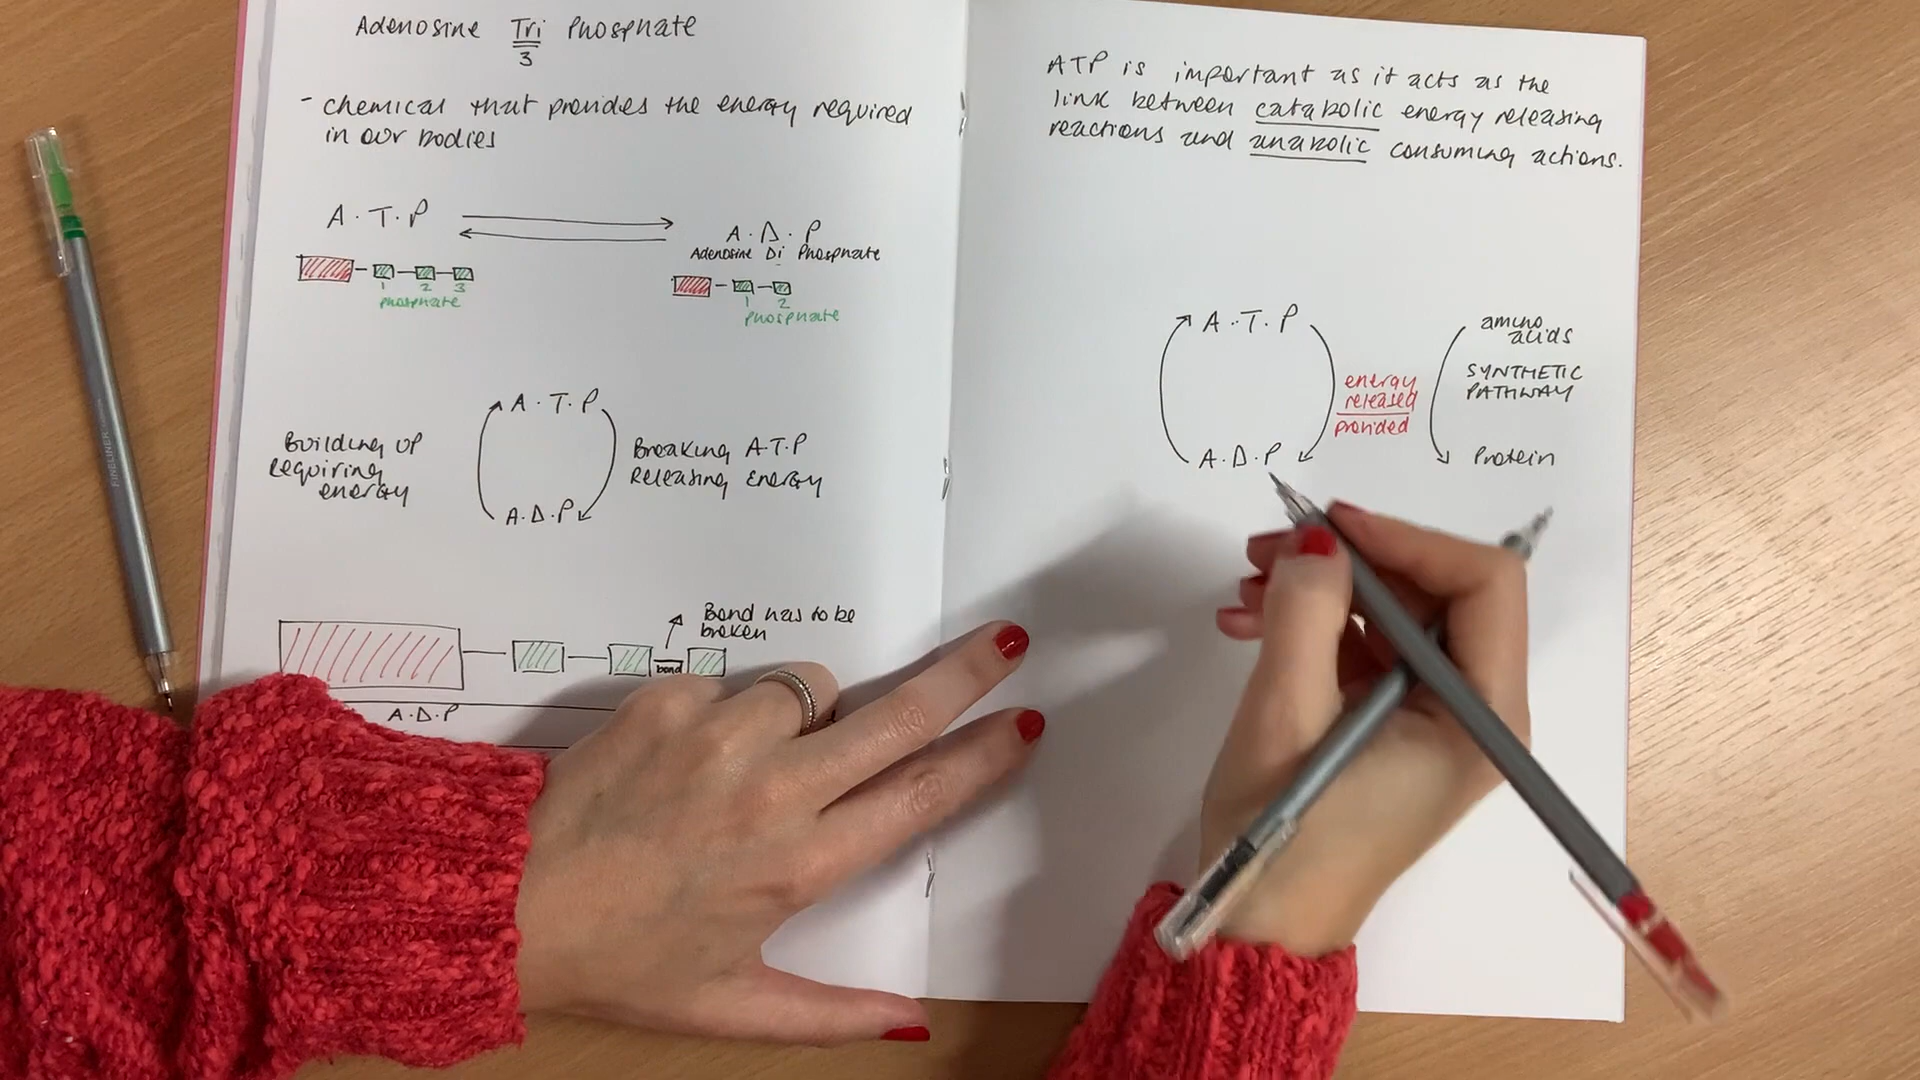 Adenosine Tri Phosphate
3
- chemical that provides the energy required
in our bodies
A.T.P
A.D.P
Adenosine Di Phosphate
1 2 3
phosphate
1 2
phosphate
Building up
requiring
energy
A.T.P
A.D.P
Breaking A.T.P
Releasing energy
Bond has to be
broken
bond
A.D.P
ATP is important as it acts as the
link between catabolic energy releasing
reactions and anabolic consuming actions.
A.T.P
A.D.P
energy
released
provided
amino
acids
SYNTHETIC
PATHWAY
Protein